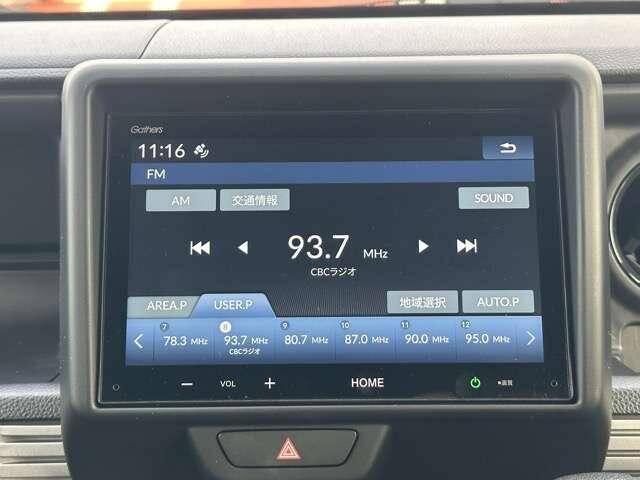 Gathers
11:16
FM
AM 交通情報 SOUND
93.7 MHz
CBCラジオ
AREA.P USER.P 地域選択 AUTO.P
7 8 9 10 11 12
78.3 MHz 93.7 MHz 80.7 MHz 87.0 MHz 90.0 MHz 95.0 MHz
CBCラジオ
VOL HOME 画質